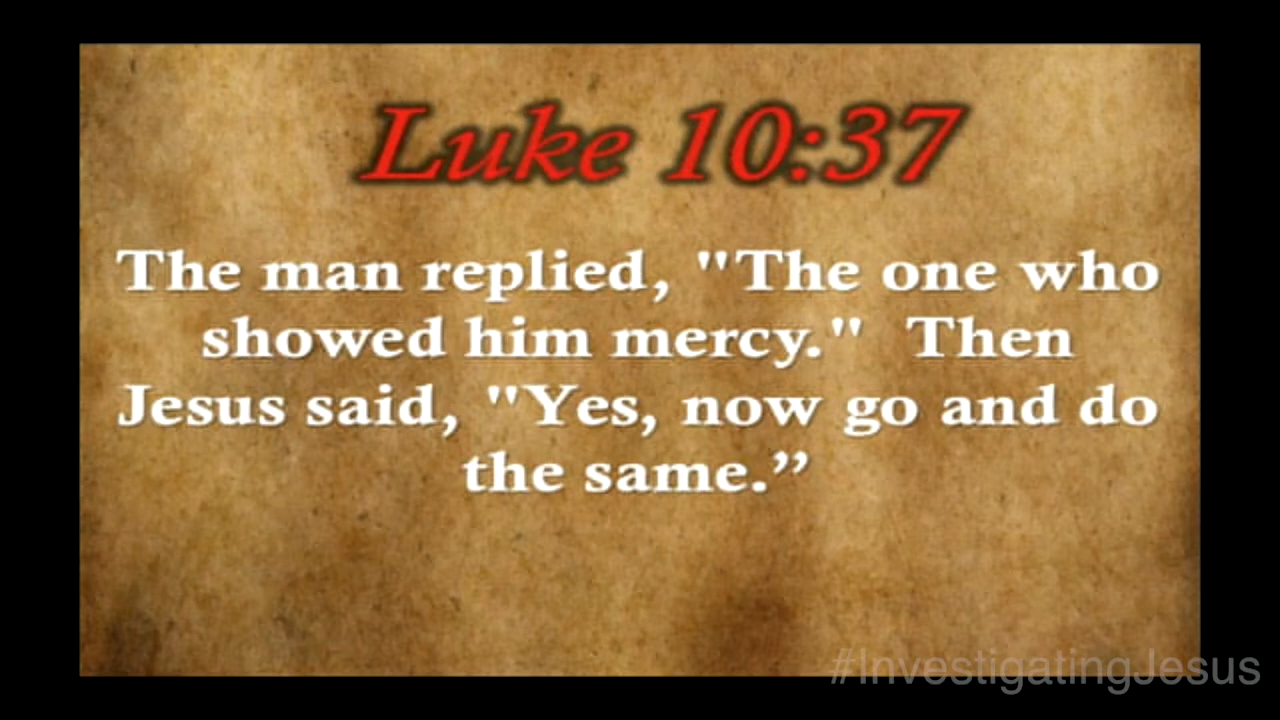 Luke 10:37
The man replied, "The one who
showed him mercy."  Then
Jesus said, "Yes, now go and do
the same.”
#InvestigatingJesus